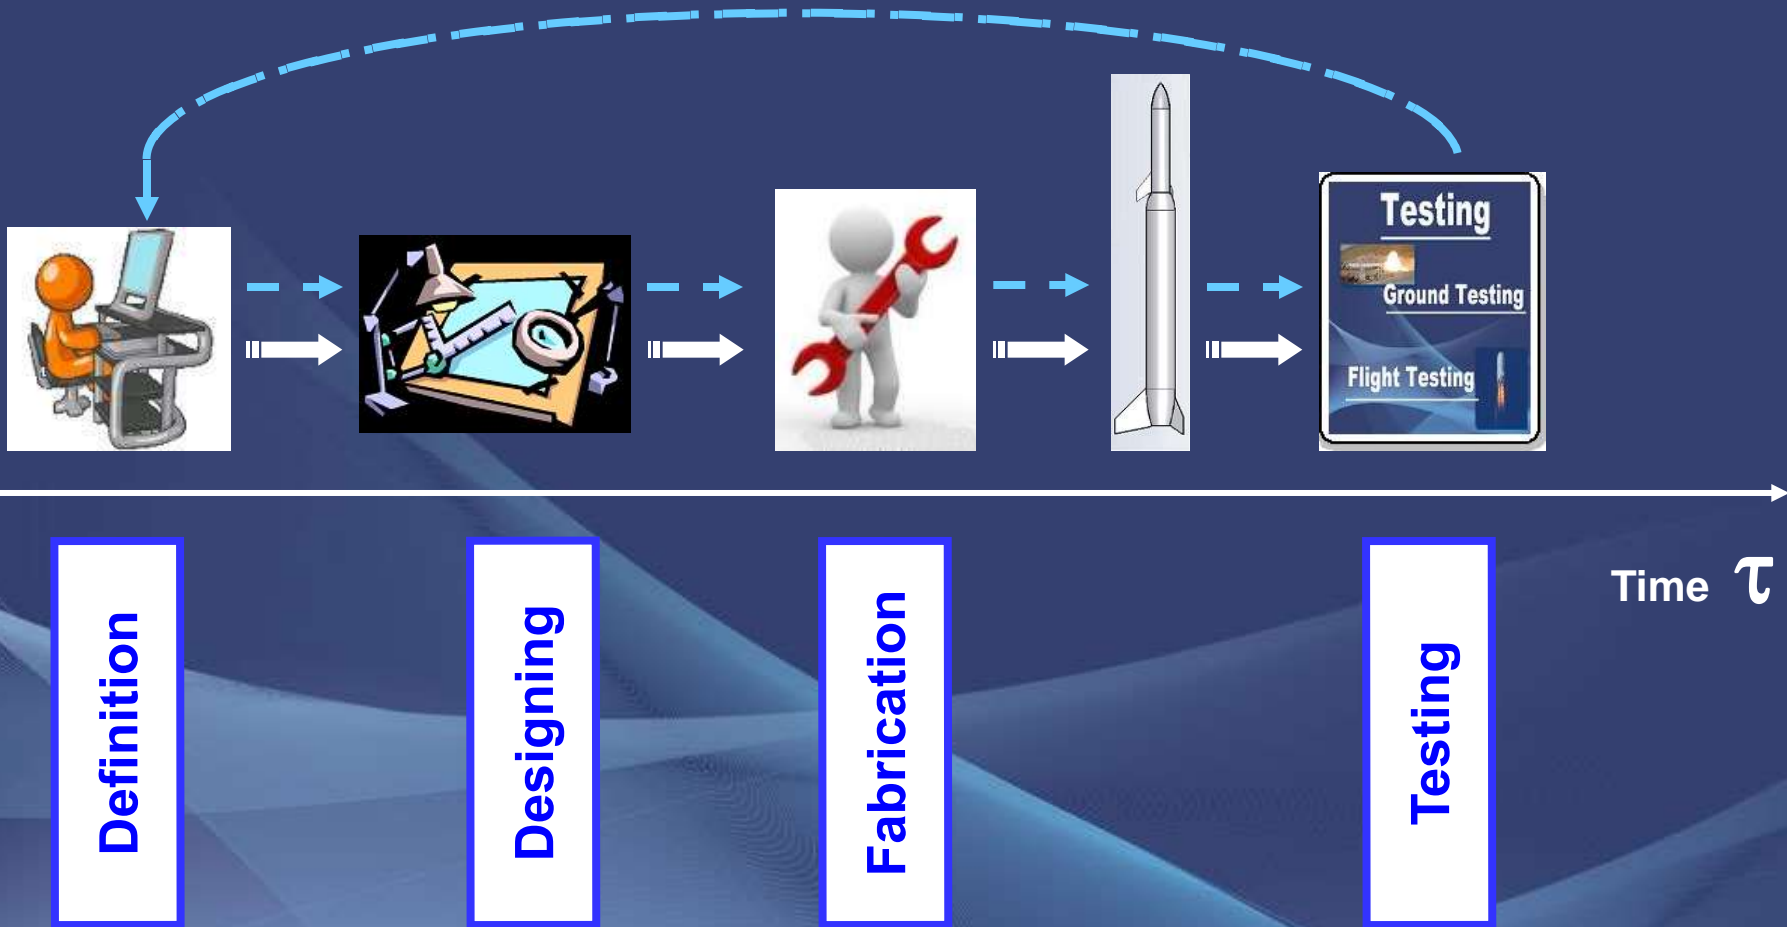 Testing
Ground Testing
Flight Testing
Time τ
Definition
Designing
Fabrication
Testing